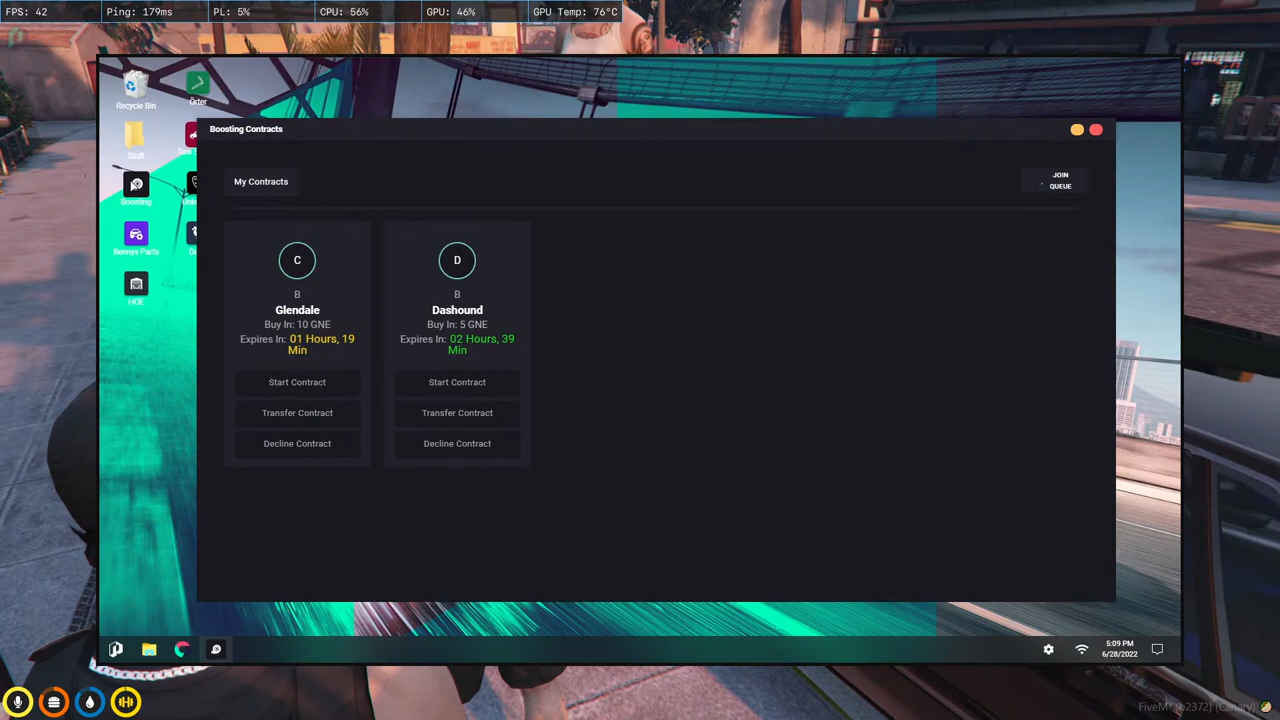 FPS: 42
Ping: 179ms
PL: 5%
CPU: 56%
GPU: 46%
GPU Temp: 76°C
Recycle Bin
Örter
Stuff
Boosting
Bennys Parts
HOE
Boosting Contracts
My Contracts
JOIN
QUEUE
C
B
Glendale
Buy In: 10 GNE
Expires In: 01 Hours, 19
Min
Start Contract
Transfer Contract
Decline Contract
D
B
Dashound
Buy In: 5 GNE
Expires In: 02 Hours, 39
Min
Start Contract
Transfer Contract
Decline Contract
5:09 PM
6/28/2022